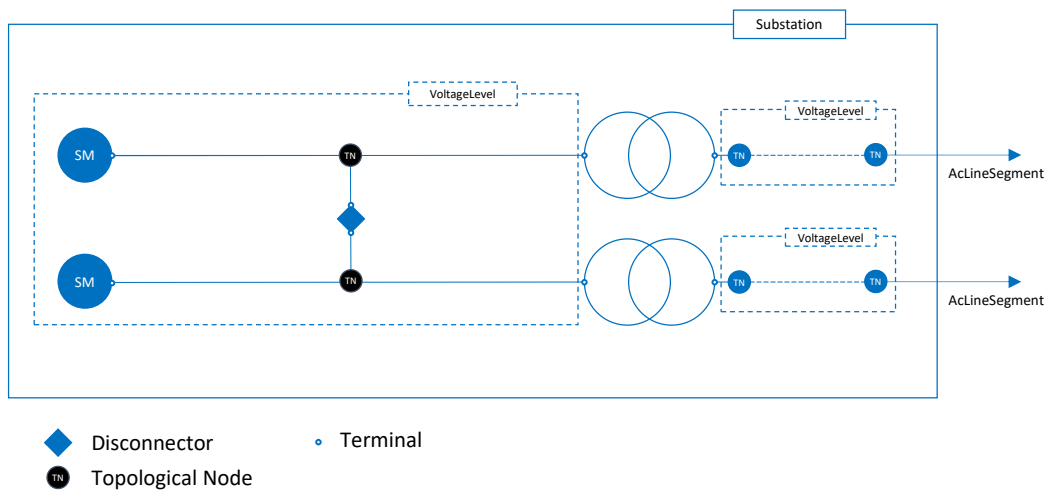 Substation
VoltageLevel
VoltageLevel
SM
TN
TN
TN
AcLineSegment
VoltageLevel
SM
TN
TN
TN
AcLineSegment
Disconnector
Terminal
TN
Topological Node